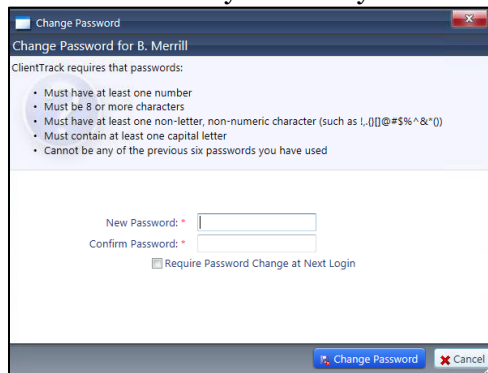 Change Password
Change Password for B. Merrill
ClientTrack requires that passwords:
• Must have at least one number
• Must be 8 or more characters
• Must have at least one non-letter, non-numeric character (such as !,.(){}@#$%^&*())
• Must contain at least one capital letter
• Cannot be any of the previous six passwords you have used
New Password: *
Confirm Password: *
Require Password Change at Next Login
Change Password Cancel